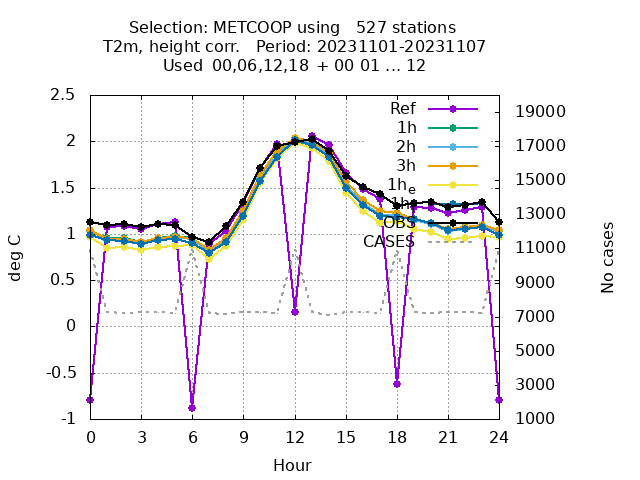 Selection: METCOOP using 527 stations
T2m, height corr. Period: 20231101-20231107
Used 00,06,12,18 + 00 01 ... 12
2.5
2
1.5
1
0.5
0
-0.5
-1
deg C
19000
17000
15000
13000
11000
9000
7000
5000
3000
1000
No cases
Ref
1h
2h
3h
1h_e
OBS
CASES
0 3 6 9 12 15 18 21 24
Hour